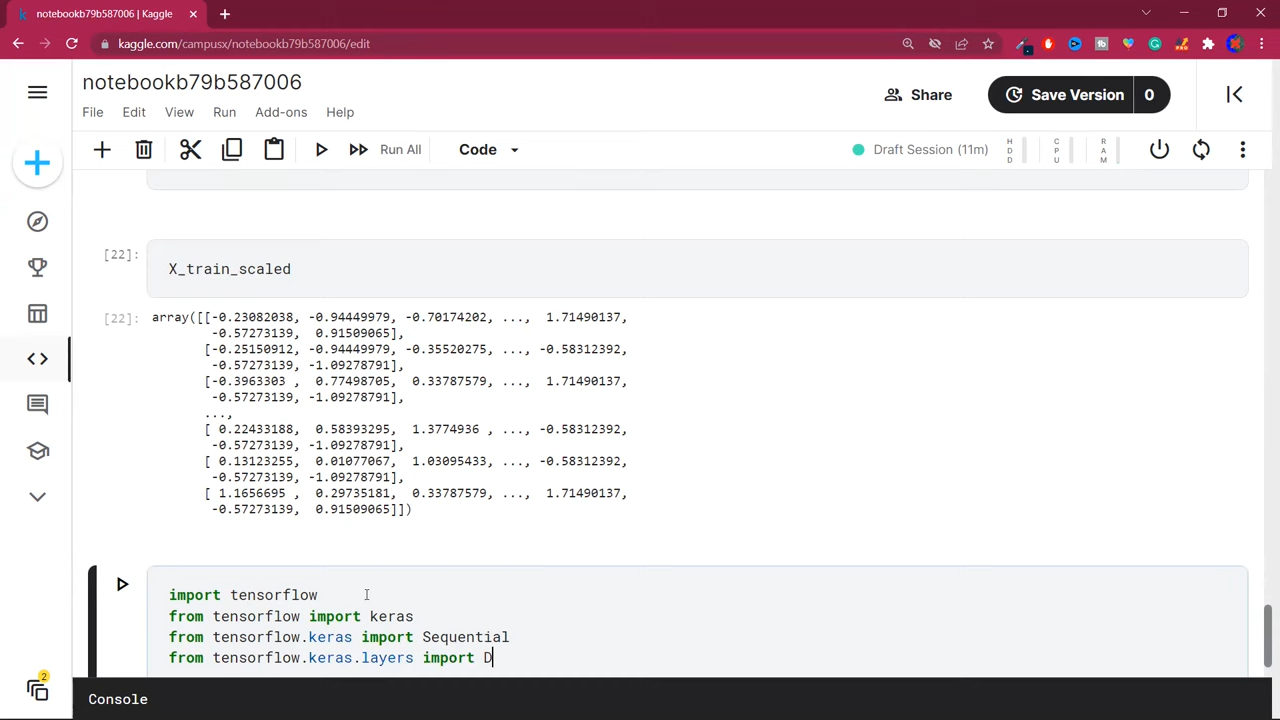 notebookb79b587006 | Kaggle
kaggle.com/campusx/notebookb79b587006/edit
notebookb79b587006
File Edit View Run Add-ons Help
Share
Save Version 0
Run All
Code
Draft Session (11m)
HDD
CPU
RAM
[22]:
X_train_scaled
[22]:
array([[-0.23082038, -0.94449979, -0.70174202, ..., 1.71490137,
-0.57273139, 0.91509065],
[-0.25150912, -0.94449979, -0.35520275, ..., -0.58312392,
-0.57273139, -1.09278791],
[-0.3963303 , 0.77498705, 0.33787579, ..., 1.71490137,
-0.57273139, -1.09278791],
...,
[ 0.22433188, 0.58393295, 1.3774936 , ..., -0.58312392,
-0.57273139, -1.09278791],
[ 0.13123255, 0.01077067, 1.03095433, ..., -0.58312392,
-0.57273139, -1.09278791],
[ 1.1656695 , 0.29735181, 0.33787579, ..., 1.71490137,
-0.57273139, 0.91509065]])
import tensorflow
from tensorflow import keras
from tensorflow.keras import Sequential
from tensorflow.keras.layers import D
2
Console